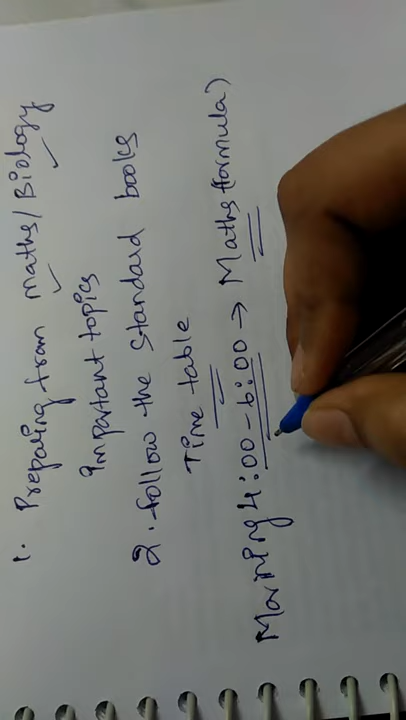 1. Preparing from maths/Biology
important topics
2. follow the standard books
Time table
Morning 4:00-6:00 → Maths (formula)